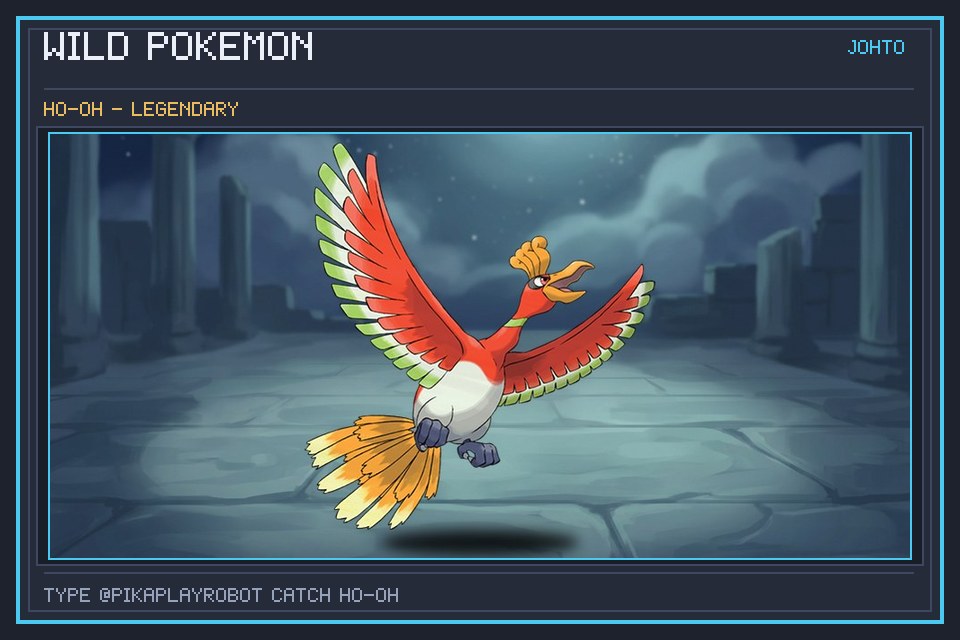 WILD POKEMON
JOHTO
HO-OH - LEGENDARY
TYPE @PIKAPLAYROBOT CATCH HO-OH